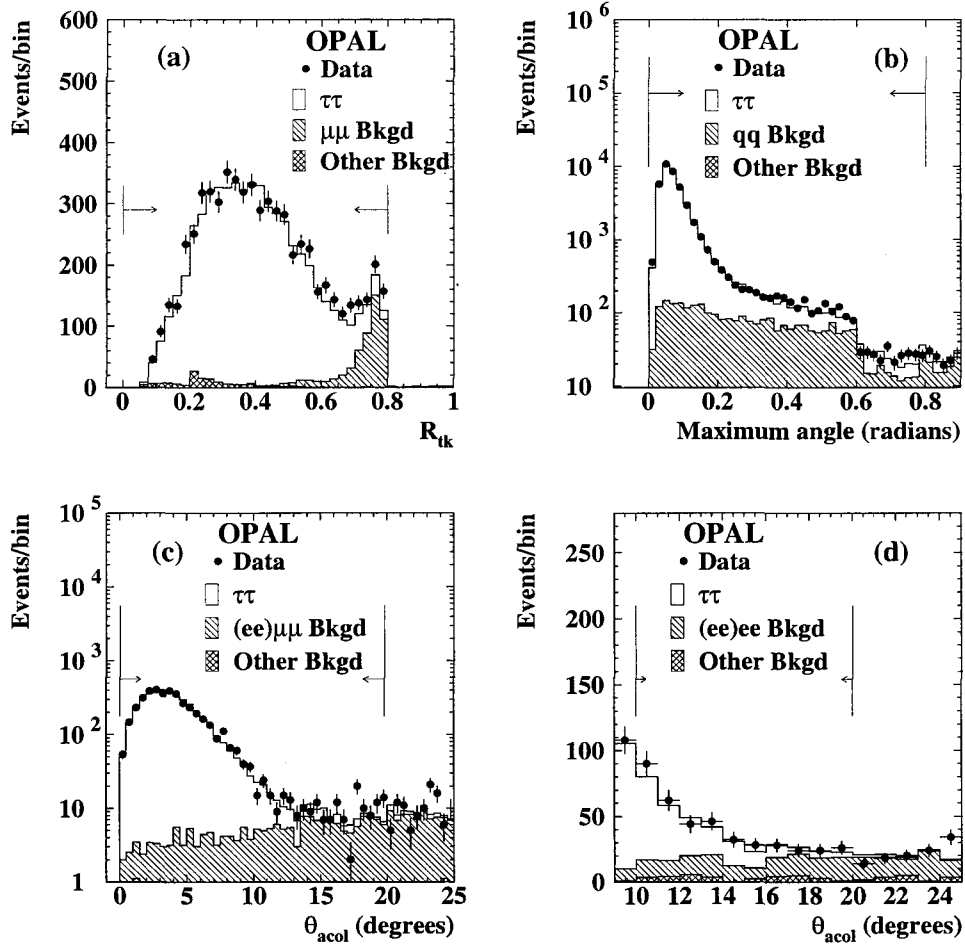 Events/bin
600
500
400
300
200
100
0
(a)
OPAL
Data
ττ
μμ Bkgd
Other Bkgd
0
0.2
0.4
0.6
0.8
1
R_tk
Events/bin
10^6
10^5
10^4
10^3
10^2
10
(b)
OPAL
Data
ττ
qq Bkgd
Other Bkgd
0
0.2
0.4
0.6
0.8
Maximum angle (radians)
Events/bin
10^5
10^4
10^3
10^2
10
1
(c)
OPAL
Data
ττ
(ee)μμ Bkgd
Other Bkgd
0
5
10
15
20
25
θ_acol (degrees)
Events/bin
250
200
150
100
50
0
(d)
OPAL
Data
ττ
(ee)ee Bkgd
Other Bkgd
10
12
14
16
18
20
22
24
θ_acol (degrees)